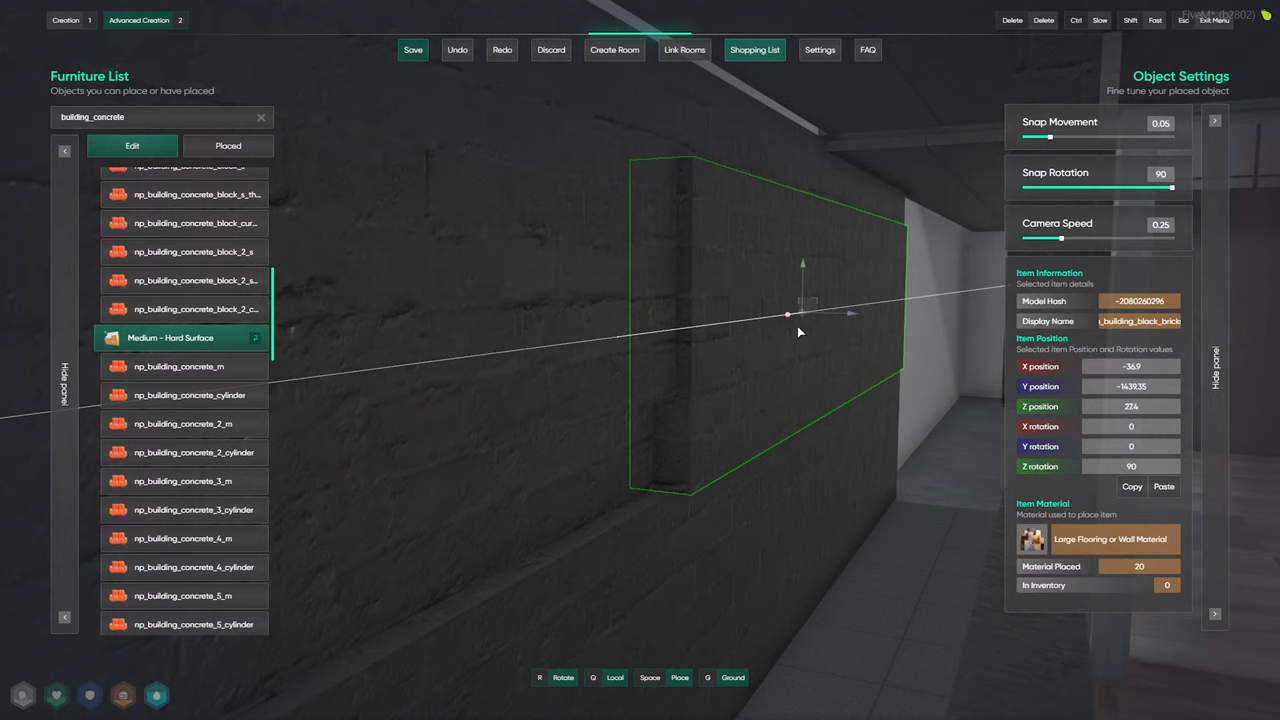 Creation 1 Advanced Creation 2
FiveM* (b2802)
Delete Delete Ctrl Slow Shift Fast Esc Exit Menu
Save Undo Redo Discard Create Room Link Rooms Shopping List Settings FAQ
Furniture List
Objects you can place or have placed
building_concrete
Edit Placed
Hide panel
np_building_concrete_block_s_th...
np_building_concrete_block_cur...
np_building_concrete_block_2_s
np_building_concrete_block_2_s...
np_building_concrete_block_2_c...
Medium - Hard Surface
np_building_concrete_m
np_building_concrete_cylinder
np_building_concrete_2_m
np_building_concrete_2_cylinder
np_building_concrete_3_m
np_building_concrete_3_cylinder
np_building_concrete_4_m
np_building_concrete_4_cylinder
np_building_concrete_5_m
np_building_concrete_5_cylinder
Object Settings
Fine tune your placed object
Snap Movement 0.05
Snap Rotation 90
Camera Speed 0.25
Item Information
Selected item details
Model Hash -2080260296
Display Name _building_black_bricks
Item Position
Selected item Position and Rotation values
X position -36.9
Y position -1439.35
Z position 27.4
X rotation 0
Y rotation 0
Z rotation 90
Copy Paste
Item Material
Material used to place item
Large Flooring or Wall Material
Material Placed 20
In Inventory 0
Hide panel
R Rotate Q Local Space Place G Ground